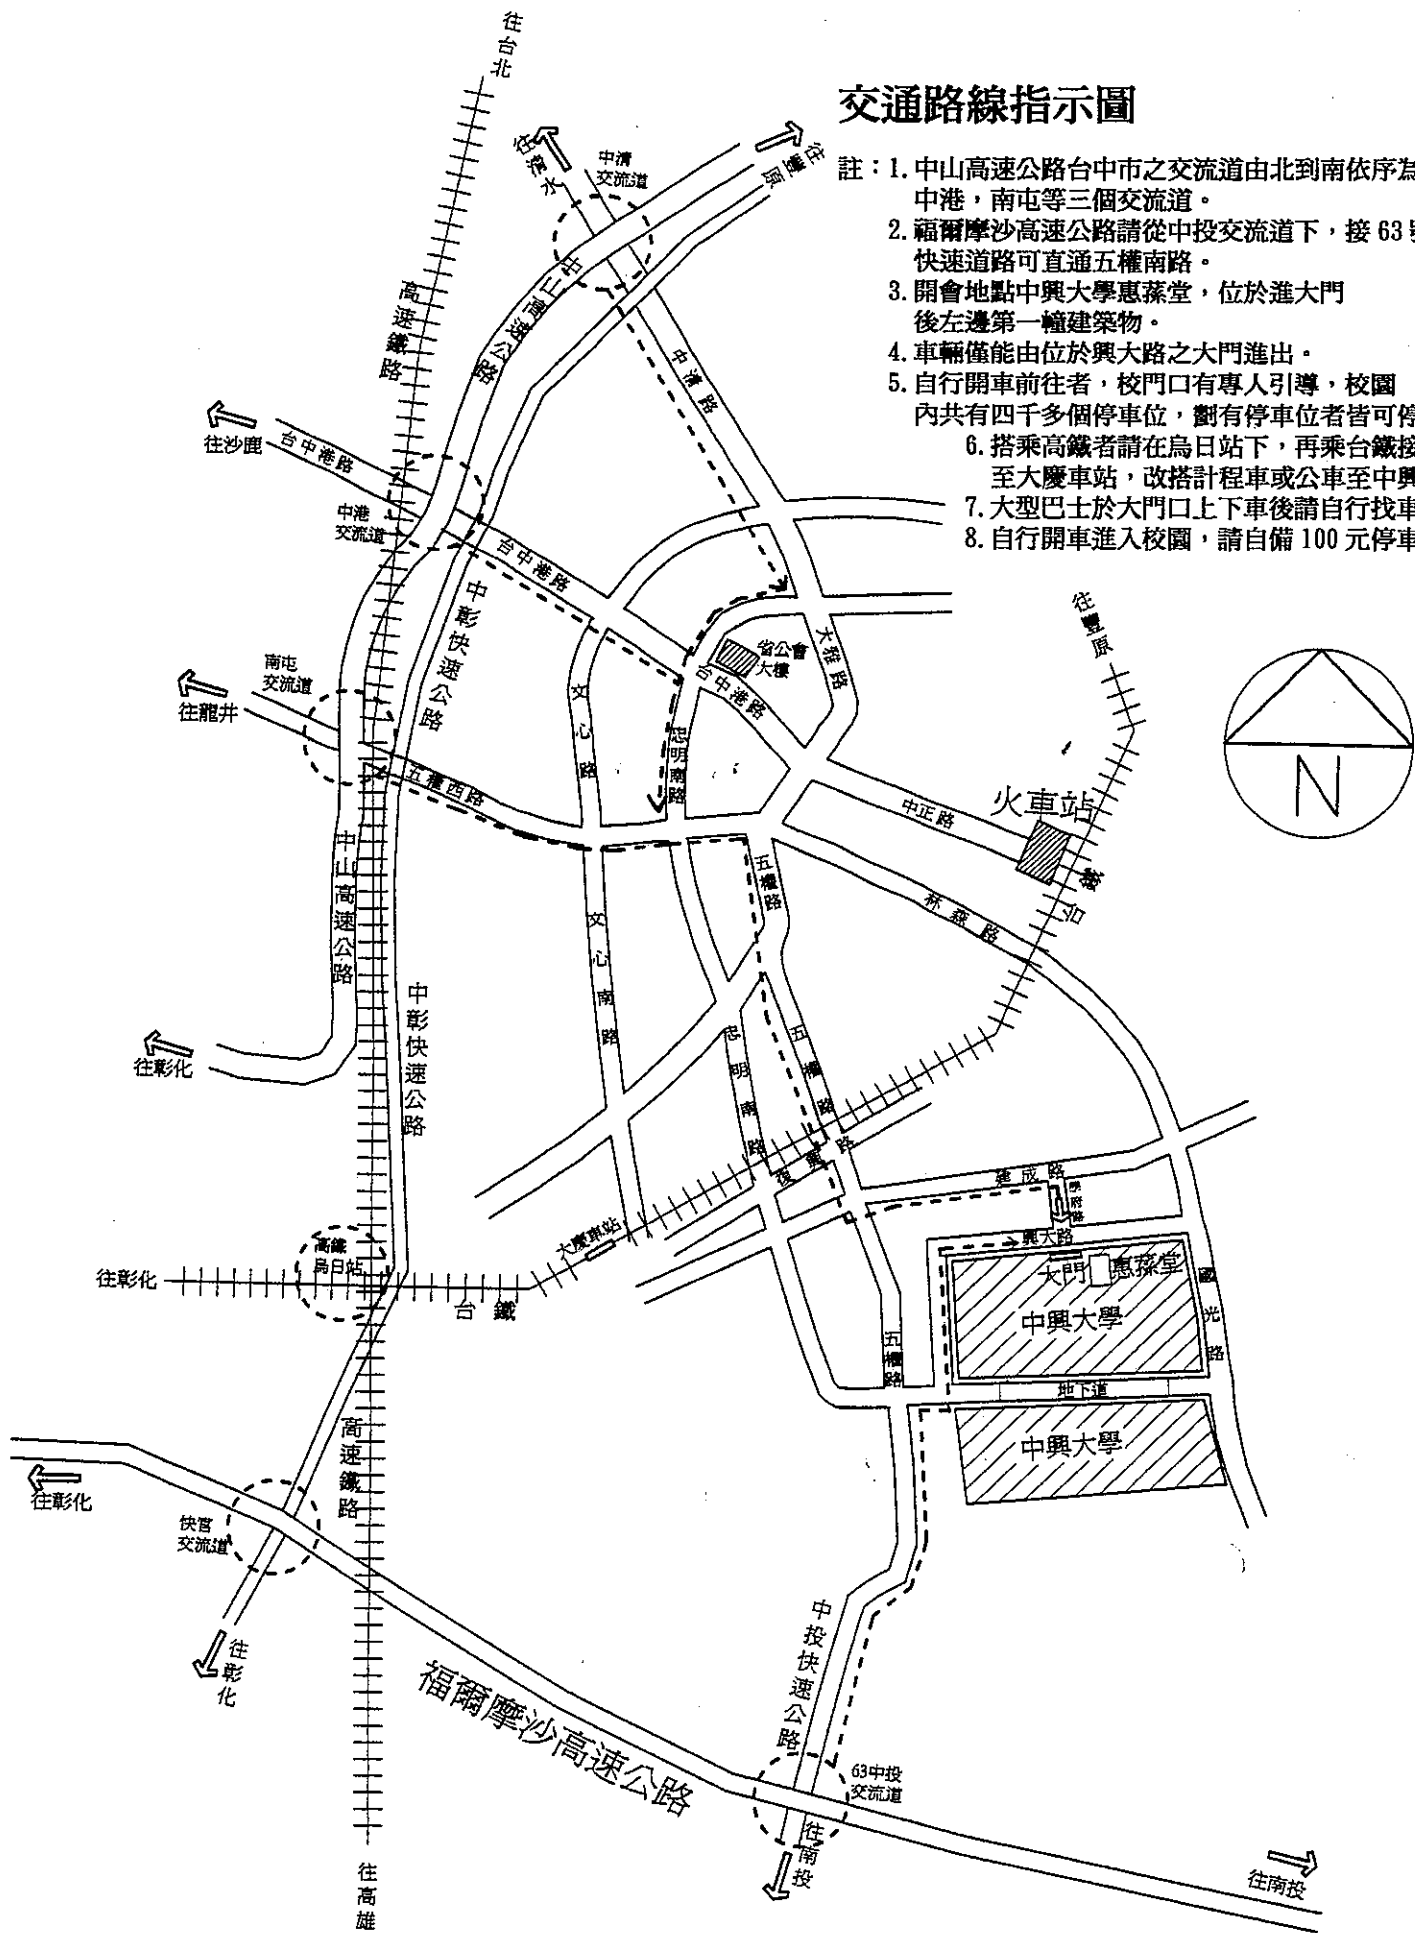 交通路線指示圖
註：1. 中山高速公路台中市之交流道由北到南依序為
中港，南屯等三個交流道。
2. 福爾摩沙高速公路請從中投交流道下，接 63
快速道路可直通五權南路。
3. 開會地點中興大學惠蓀堂，位於進大門
後左邊第一幢建築物。
4. 車輛僅能由位於興大路之大門進出。
5. 自行開車前往者，校門口有專人引導，校園
內共有四千多個停車位，劃有停車位者皆可停
6. 搭乘高鐵者請在烏日站下，再乘台鐵接
至大慶車站，改搭計程車或公車至中興
7. 大型巴士於大門口上下車後請自行找車
8. 自行開車進入校園，請自備 100 元停車
往台北
往清水
中清
交流道
往豐原
高速鐵路
中山高速公路
中清路
往沙鹿
台中港路
中港
交流道
台中港路
中彰快速公路
往豐原
大雅路
省公會
大樓
台中港路
南屯
交流道
往龍井
文心路
忠明南路
五權西路
中正路
火車站
N
中山高速公路
五權路
台鐵
林森路
文心南路
中彰快速公路
忠明南路
五權路
往彰化
復興路
建成路
學府路
大慶車站
興大路
高鐵
烏日站
往彰化
台鐵
大門
惠蓀堂
國光路
中興大學
五權路
地下道
高速鐵路
中興大學
往彰化
快官
交流道
中投快速公路
往彰化
福爾摩沙高速公路
63中投
交流道
往南投
往南投
往高雄